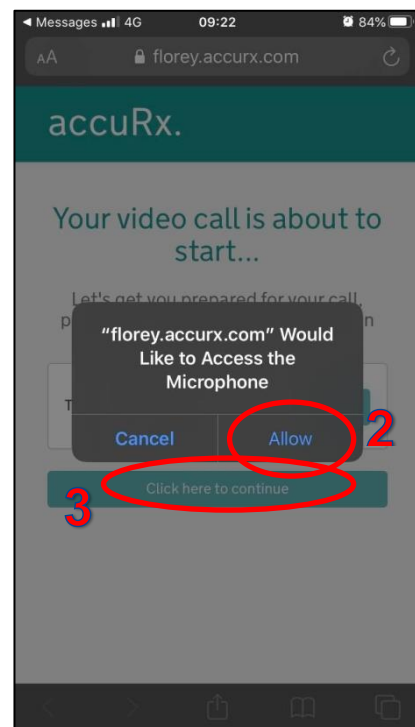 Messages 4G 09:22 84%
AA florey.accurx.com
accuRx.
Your video call is about to
start...
Let's get you prepared for your call,
p n
“florey.accurx.com” Would
Like to Access the
Microphone
T
Cancel Allow 2
3 Click here to continue